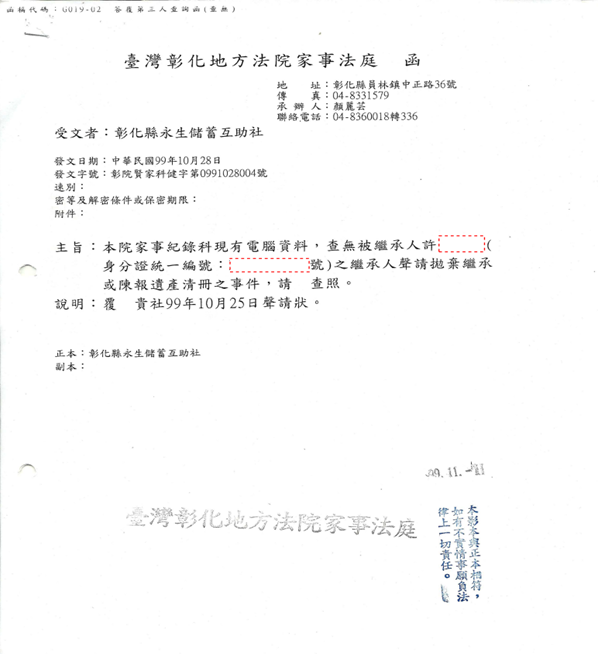 函稿代碼：G019-02 答覆第三人查詢函(查無)
臺灣彰化地方法院家事法庭 函
地 址：彰化縣員林鎮中正路36號
傳 真：04-8331579
承 辦 人：顏麗芸
聯絡電話：04-8360018轉336
受文者：彰化縣永生儲蓄互助社
發文日期：中華民國99年10月28日
發文字號：彰院賢家科健字第0991028004號
速別：
密等及解密條件或保密期限：
附件：
主旨：本院家事紀錄科現有電腦資料，查無被繼承人許 (
身分證統一編號： 號)之繼承人聲請拋棄繼承
或陳報遺產清冊之事件，請 查照。
說明：覆 貴社99年10月25日聲請狀。
正本：彰化縣永生儲蓄互助社
副本：
臺灣彰化地方法院家事法庭
本影本與正本相符，
如有不實情事願負法
律上一切責任。